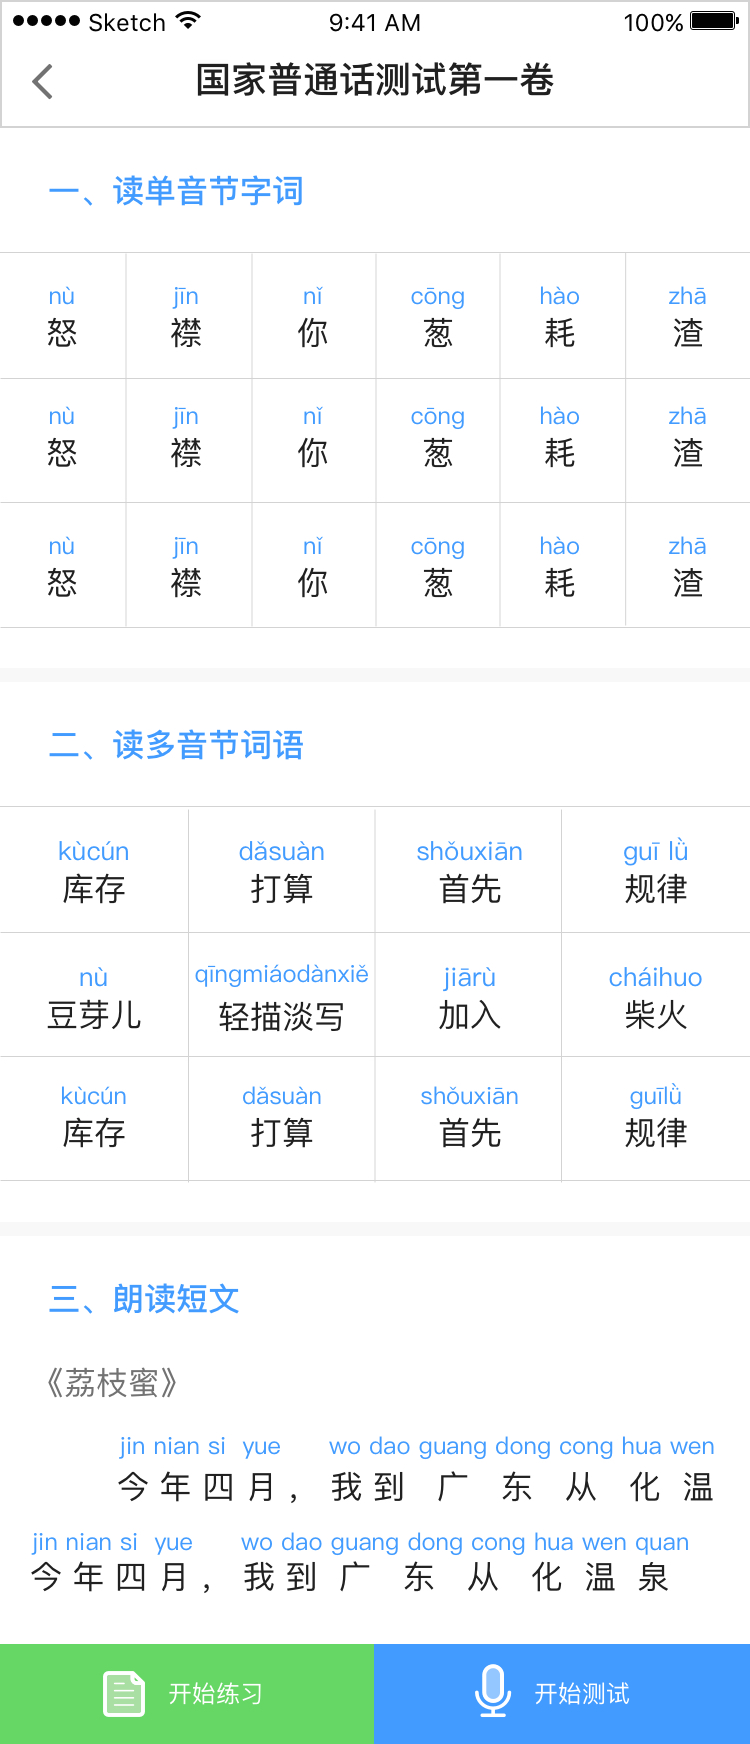 Sketch 9:41 AM 100%
国家普通话测试第一卷
一、读单音节字词
nù jīn nǐ cōng hào zhā
怒 襟 你 葱 耗 渣
nù jīn nǐ cōng hào zhā
怒 襟 你 葱 耗 渣
nù jīn nǐ cōng hào zhā
怒 襟 你 葱 耗 渣
二、读多音节词语
kùcún dǎsuàn shǒuxiān guī lǜ
库存 打算 首先 规律
nù qīngmiáodànxiě jiārù cháihuo
豆芽儿 轻描淡写 加入 柴火
kùcún dǎsuàn shǒuxiān guīlǜ
库存 打算 首先 规律
三、朗读短文
《荔枝蜜》
jin nian si yue wo dao guang dong cong hua wen
今年四月，我到广东从化温
jin nian si yue wo dao guang dong cong hua wen quan
今年四月，我到广东从化温泉
开始练习 开始测试